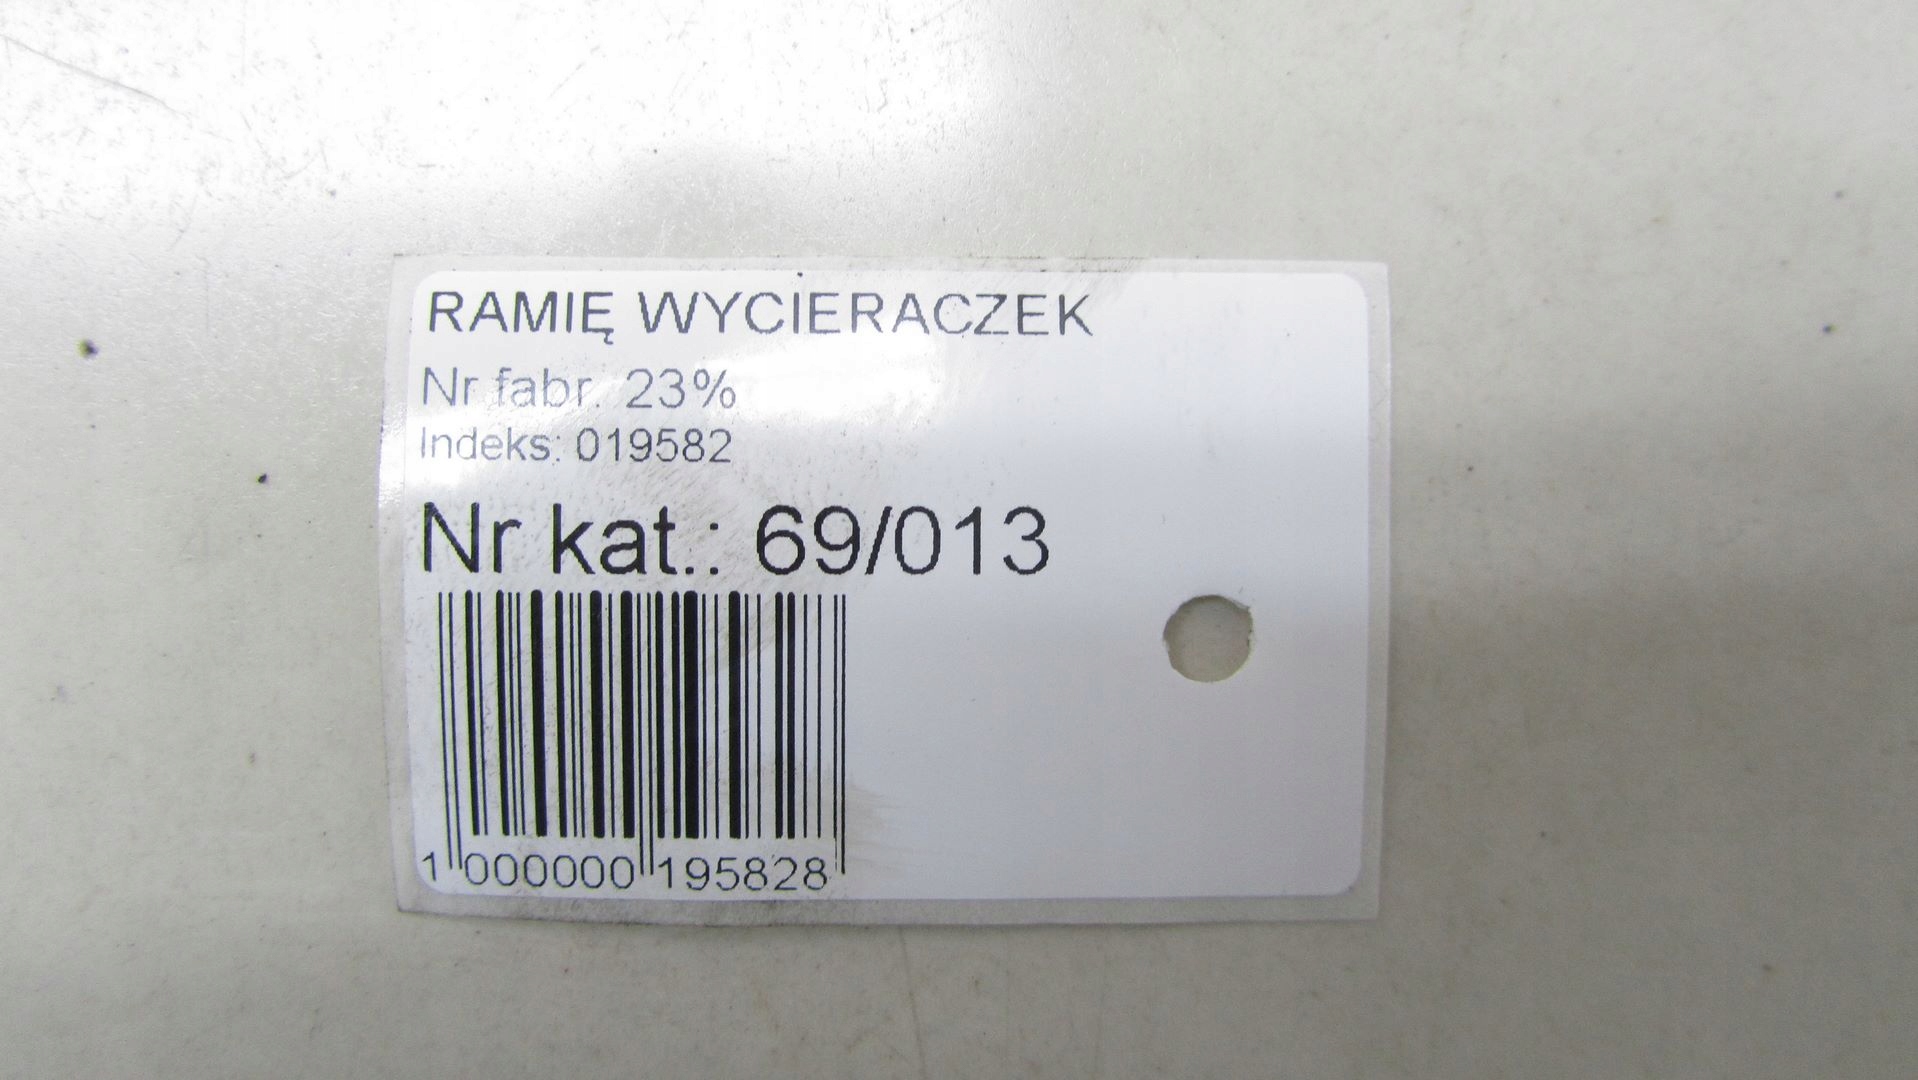 RAMIĘ WYCIERACZEK
Nr fabr. 23%
Indeks: 019582
Nr kat.: 69/013
1 000000 195828